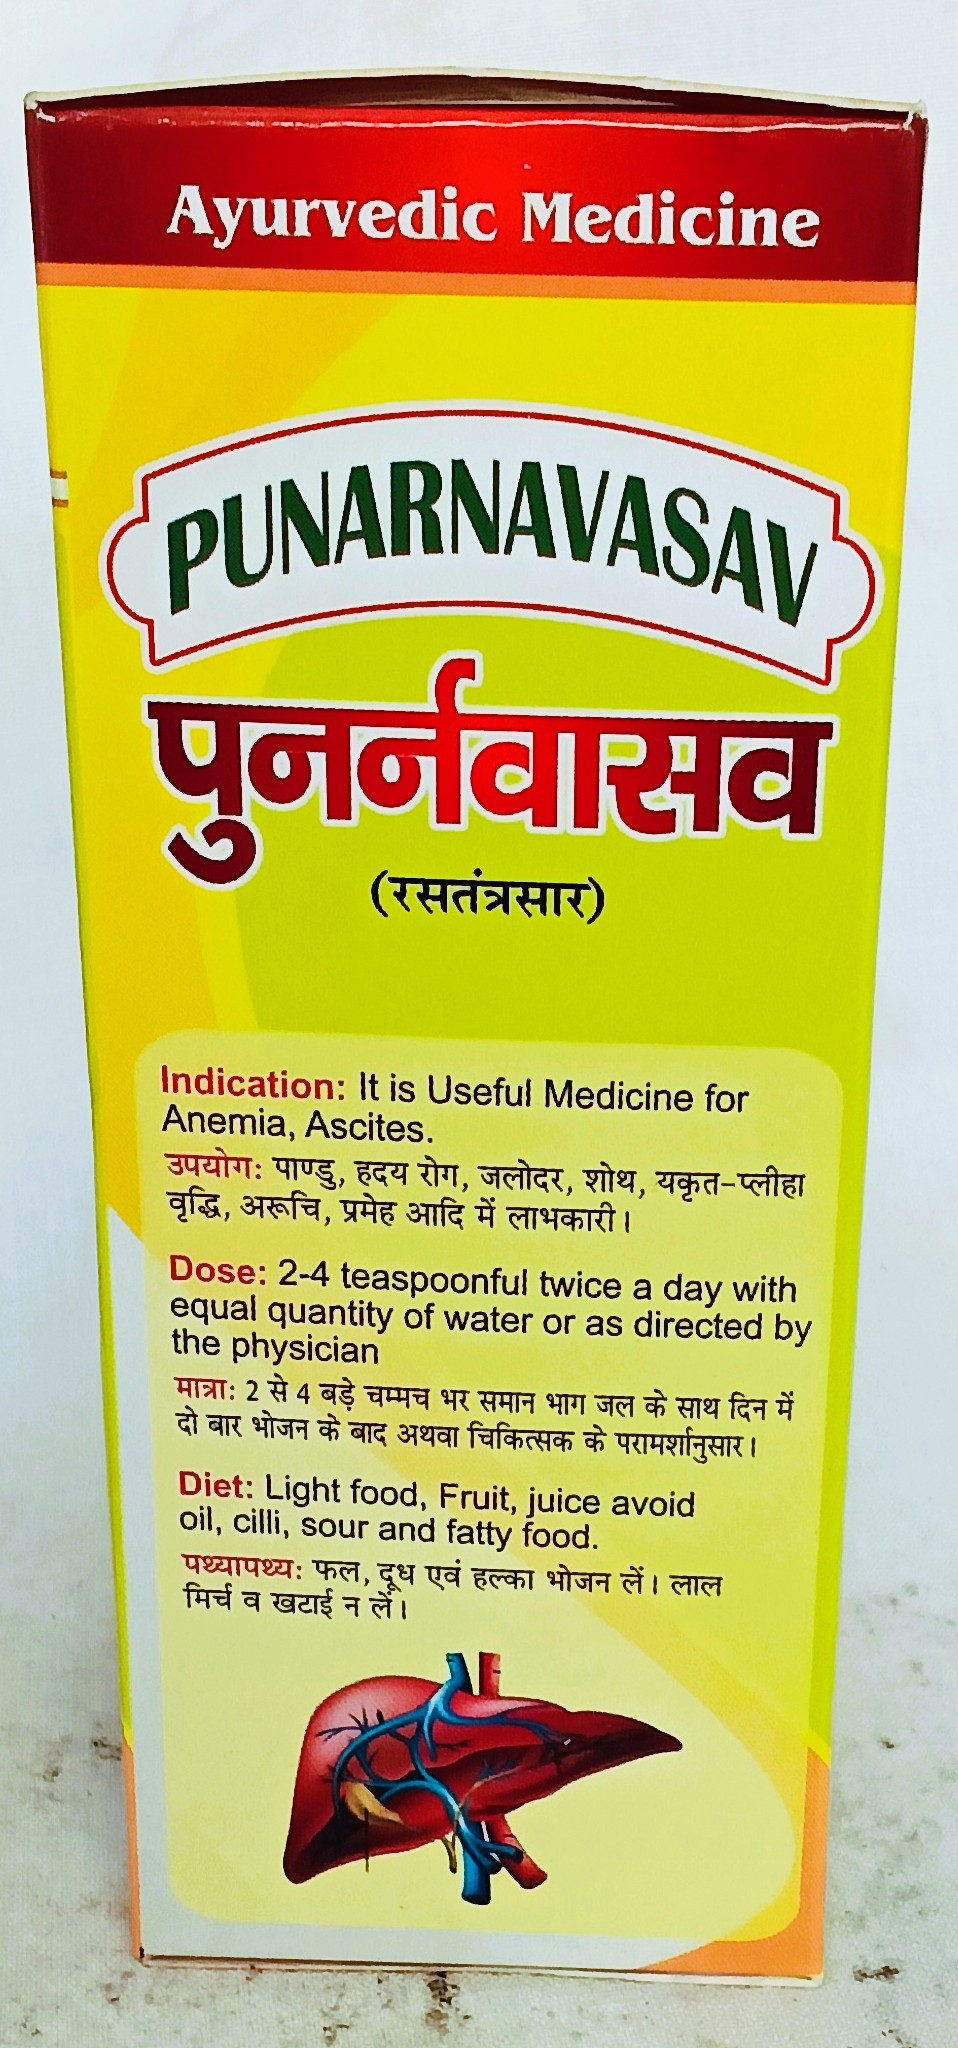 Ayurvedic Medicine
PUNARNAVASAV
पुनर्नवासव
(रसतंत्रसार)
Indication: It is Useful Medicine for
Anemia, Ascites.
उपयोग: पाण्डु, हृदय रोग, जलोदर, शोथ, यकृत-प्लीहा
वृद्धि, अरूचि, प्रमेह आदि में लाभकारी।
Dose: 2-4 teaspoonful twice a day with
equal quantity of water or as directed by
the physician
मात्रा: 2 से 4 बड़े चम्मच भर समान भाग जल के साथ दिन में
दो बार भोजन के बाद अथवा चिकित्सक के परामर्शानुसार।
Diet: Light food, Fruit, juice avoid
oil, cilli, sour and fatty food.
पथ्यापथ्य: फल, दूध एवं हल्का भोजन लें। लाल
मिर्च व खटाई न लें।